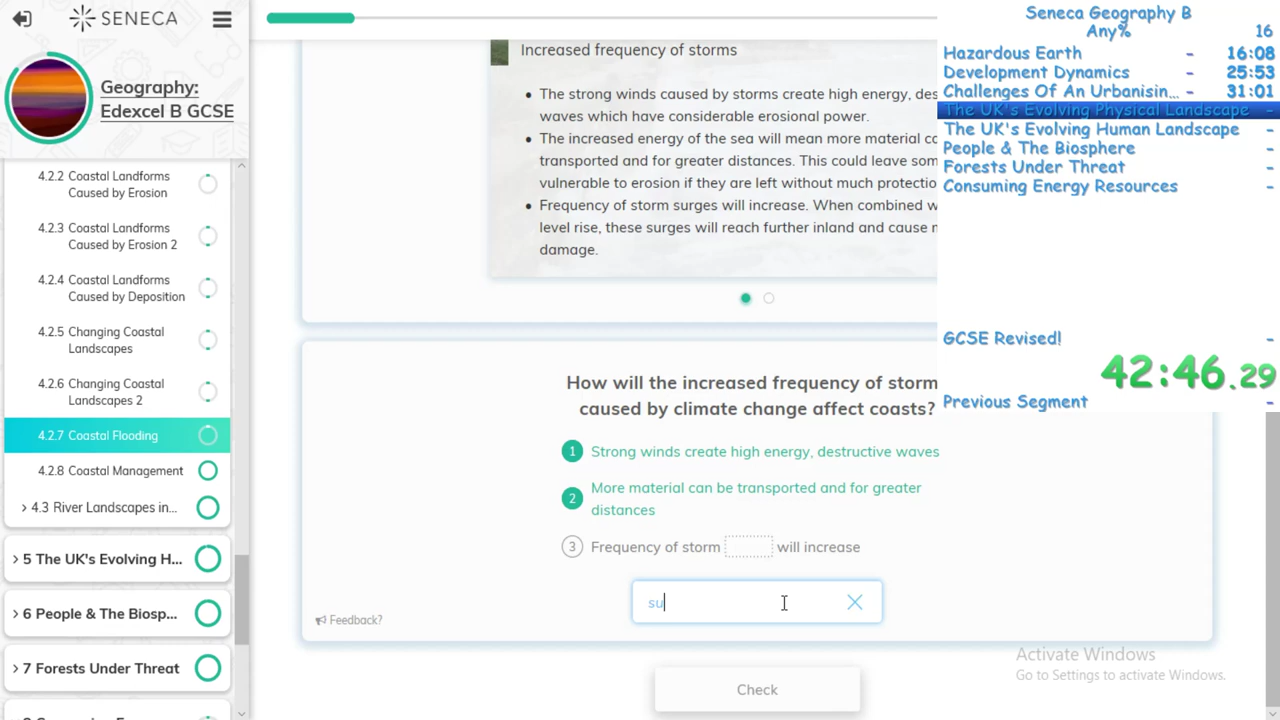 SENECA
Geography:
Edexcel B GCSE
4.2.2 Coastal Landforms
Caused by Erosion
4.2.3 Coastal Landforms
Caused by Erosion 2
4.2.4 Coastal Landforms
Caused by Deposition
4.2.5 Changing Coastal
Landscapes
4.2.6 Changing Coastal
Landscapes 2
4.2.7 Coastal Flooding
4.2.8 Coastal Management
4.3 River Landscapes in...
5 The UK's Evolving H...
6 People & The Biosp...
7 Forests Under Threat
Increased frequency of storms
The strong winds caused by storms create high energy, des
waves which have considerable erosional power.
The increased energy of the sea will mean more material c
transported and for greater distances. This could leave som
vulnerable to erosion if they are left without much protectio
Frequency of storm surges will increase. When combined w
level rise, these surges will reach further inland and cause m
damage.
How will the increased frequency of storm
caused by climate change affect coasts?
1 Strong winds create high energy, destructive waves
2 More material can be transported and for greater
distances
3 Frequency of storm will increase
su
Feedback?
Check
Seneca Geography B
Any% 16
Hazardous Earth - 16:08
Development Dynamics - 25:53
Challenges Of An Urbanisin... - 31:01
The UK's Evolving Physical Landscape -
The UK's Evolving Human Landscape -
People & The Biosphere -
Forests Under Threat -
Consuming Energy Resources -
GCSE Revised! -
42:46.29
Previous Segment -
Activate Windows
Go to Settings to activate Windows.